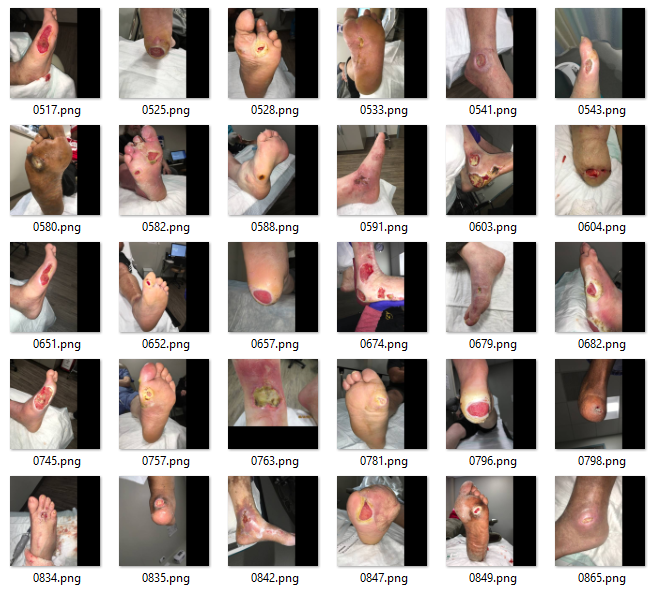 0517.png 0525.png 0528.png 0533.png 0541.png 0543.png
0580.png 0582.png 0588.png 0591.png 0603.png 0604.png
0651.png 0652.png 0657.png 0674.png 0679.png 0682.png
0745.png 0757.png 0763.png 0781.png 0796.png 0798.png
0834.png 0835.png 0842.png 0847.png 0849.png 0865.png